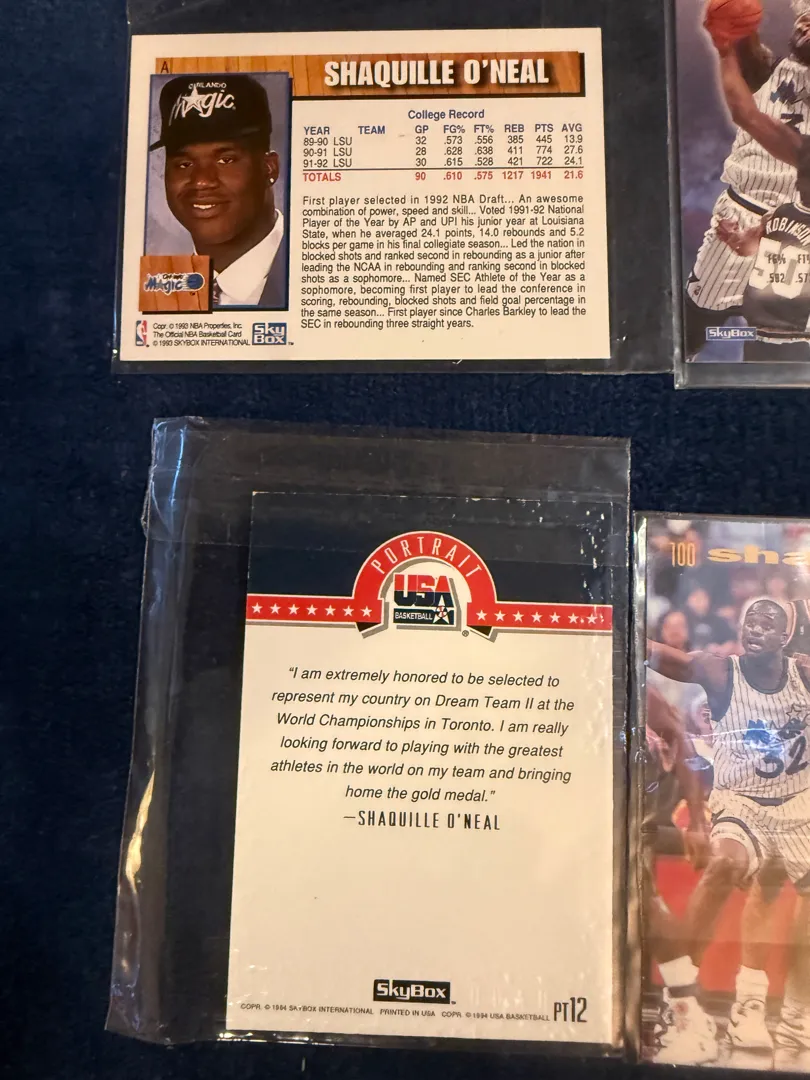 A
SHAQUILLE O'NEAL
ORLANDO
Magic
College Record
YEAR TEAM GP FG% FT% REB PTS AVG
89-90 LSU 32 .573 .556 385 445 13.9
90-91 LSU 28 .628 .638 411 774 27.6
91-92 LSU 30 .615 .528 421 722 24.1
TOTALS 90 .610 .575 1217 1941 21.6
First player selected in 1992 NBA Draft... An awesome
combination of power, speed and skill... Voted 1991-92 National
Player of the Year by AP and UPI his junior year at Louisiana
State, when he averaged 24.1 points, 14.0 rebounds and 5.2
blocks per game in his final collegiate season... Led the nation in
blocked shots and ranked second in rebounding as a junior after
leading the NCAA in rebounding and ranking second in blocked
shots as a sophomore... Named SEC Athlete of the Year as a
sophomore, becoming first player to lead the conference in
scoring, rebounding, blocked shots and field goal percentage in
the same season... First player since Charles Barkley to lead the
SEC in rebounding three straight years.
Magic
Copr. © 1993 NBA Properties, Inc.
The Official NBA Basketball Card
© 1993 SKYBOX INTERNATIONAL
SkyBox™
ROBINSON
50
FG%
.562
SkyBox
PORTRAIT
USA
BASKETBALL
®
"I am extremely honored to be selected to
represent my country on Dream Team II at the
World Championships in Toronto. I am really
looking forward to playing with the greatest
athletes in the world on my team and bringing
home the gold medal."
—SHAQUILLE O'NEAL
SkyBox™
COPR. © 1994 SKYBOX INTERNATIONAL PRINTED IN USA COPR. © 1994 USA BASKETBALL PT12
100 sha
Magic
32